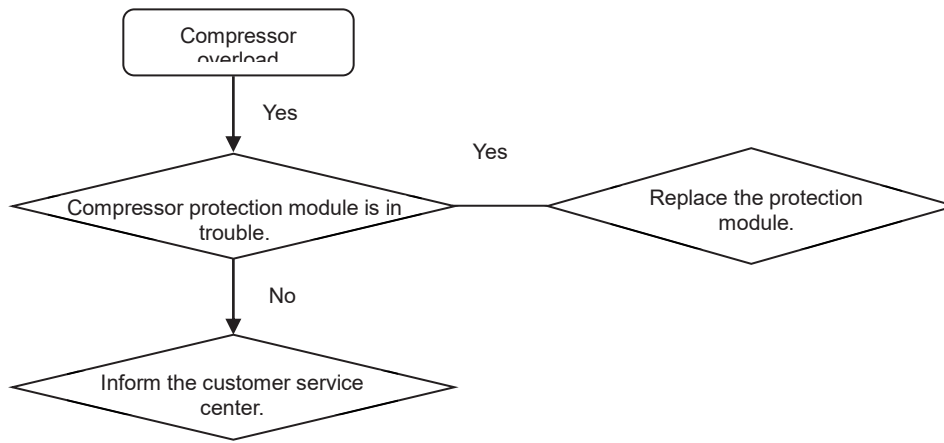 Compressor
overload
Yes
Yes
Compressor protection module is in
trouble.
Replace the protection
module.
No
Inform the customer service
center.